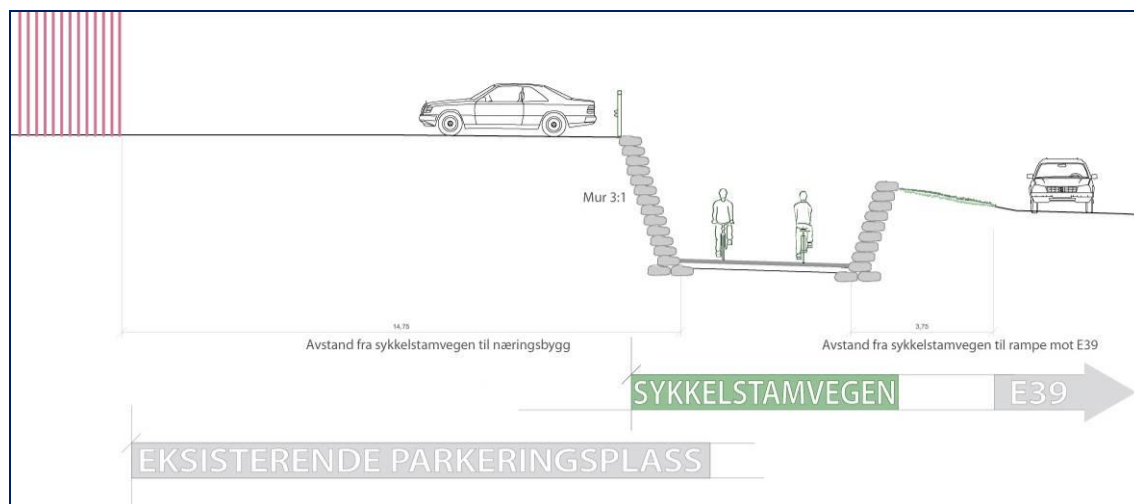 Mur 3:1
14,75
3,75
Avstand fra sykkelstamvegen til næringsbygg
Avstand fra sykkelstamvegen til rampe mot E39
SYKKELSTAMVEGEN
E39
EKSISTERENDE PARKERINGSPLASS